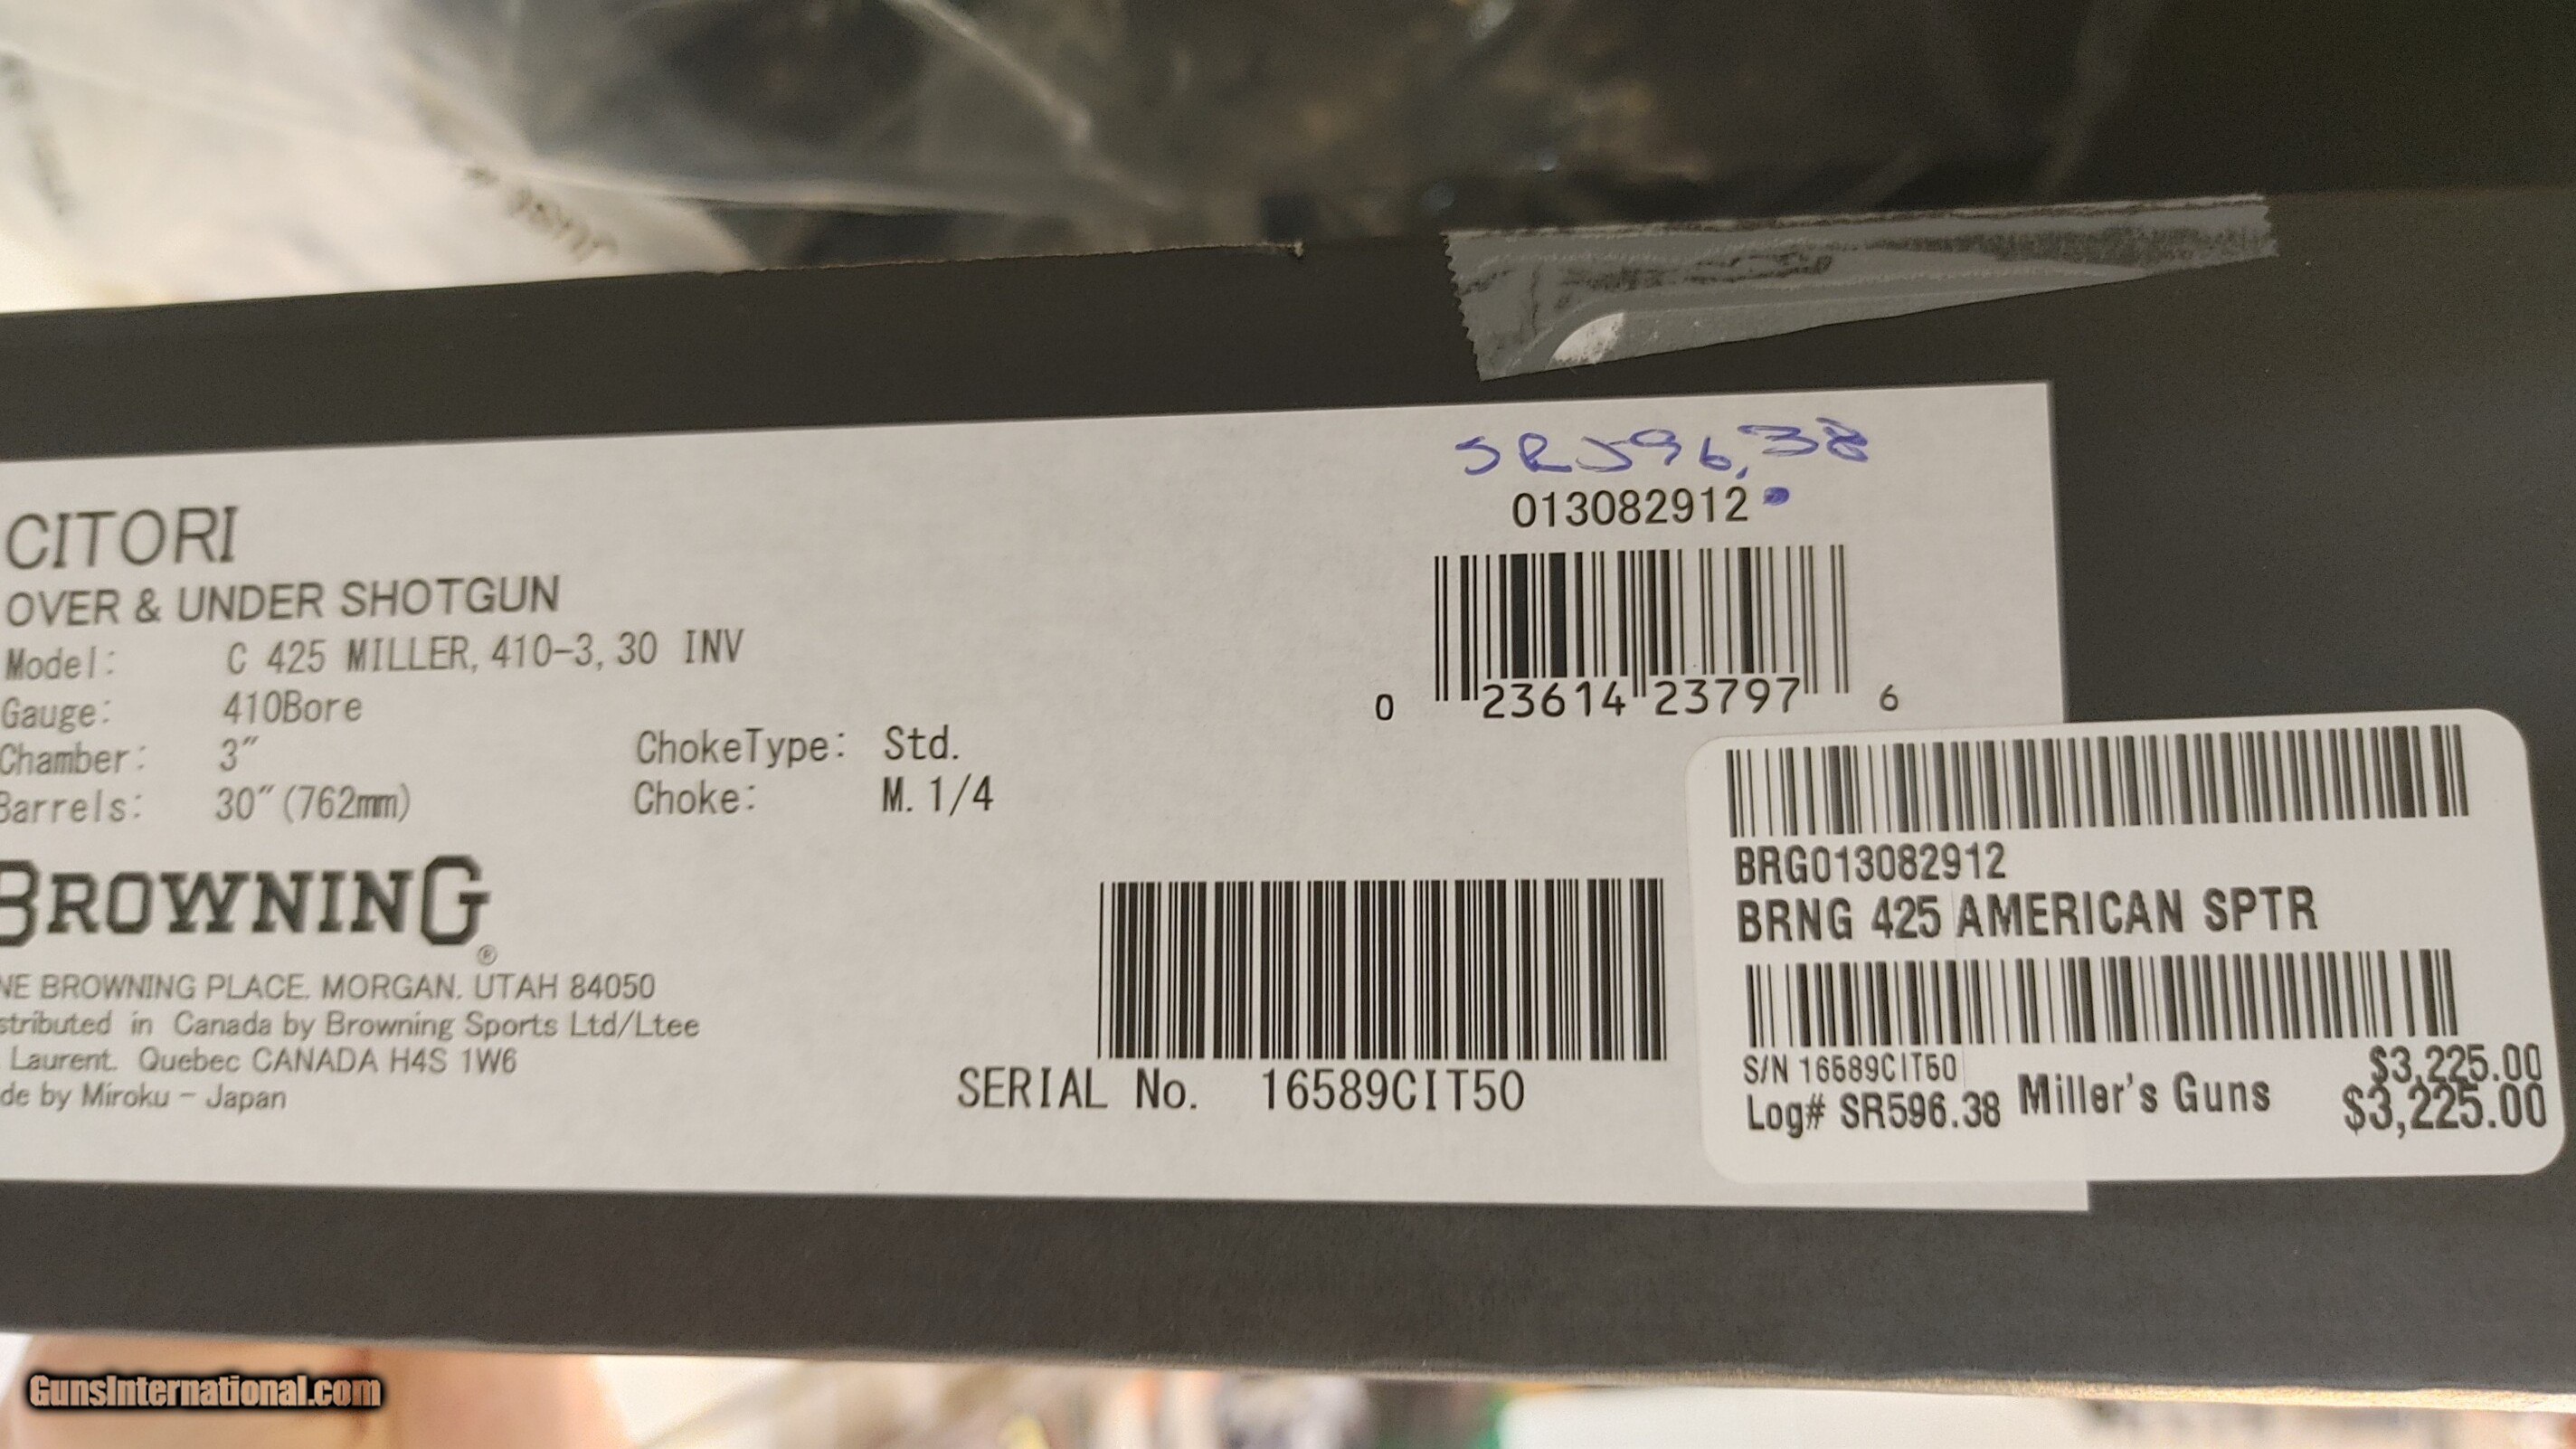 SR596.38
013082912
CITORI
OVER & UNDER SHOTGUN
Model: C 425 MILLER, 410-3, 30 INV
Gauge: 410Bore
Chamber: 3"
ChokeType: Std.
Barrels: 30"(762mm)
Choke: M. 1/4
0 23614 23797 6
BROWNING®
NE BROWNING PLACE. MORGAN. UTAH 84050
stributed in Canada by Browning Sports Ltd/Ltee
Laurent. Quebec CANADA H4S 1W6
de by Miroku - Japan
SERIAL No. 16589CIT50
BRG013082912
BRNG 425 AMERICAN SPTR
S/N 16589CIT50
$3,225.00
Log# SR596.38 Miller's Guns $3,225.00
GunsInternational.com